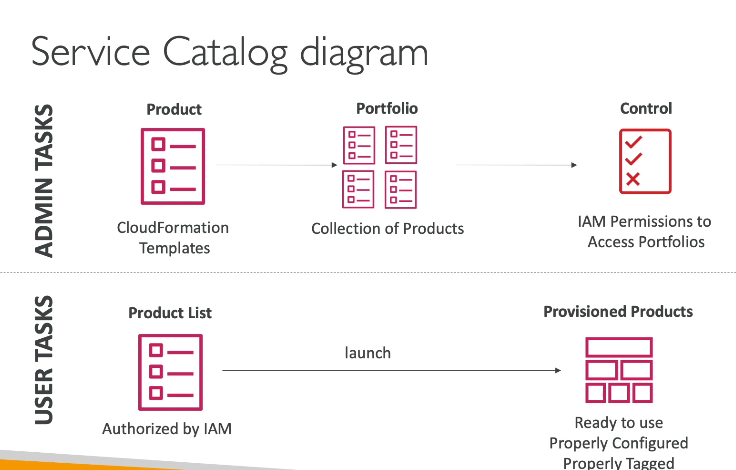 Service Catalog diagram
ADMIN TASKS
Product
CloudFormation
Templates
Portfolio
Collection of Products
Control
IAM Permissions to
Access Portfolios
USER TASKS
Product List
Authorized by IAM
launch
Provisioned Products
Ready to use
Properly Configured
Properly Tagged